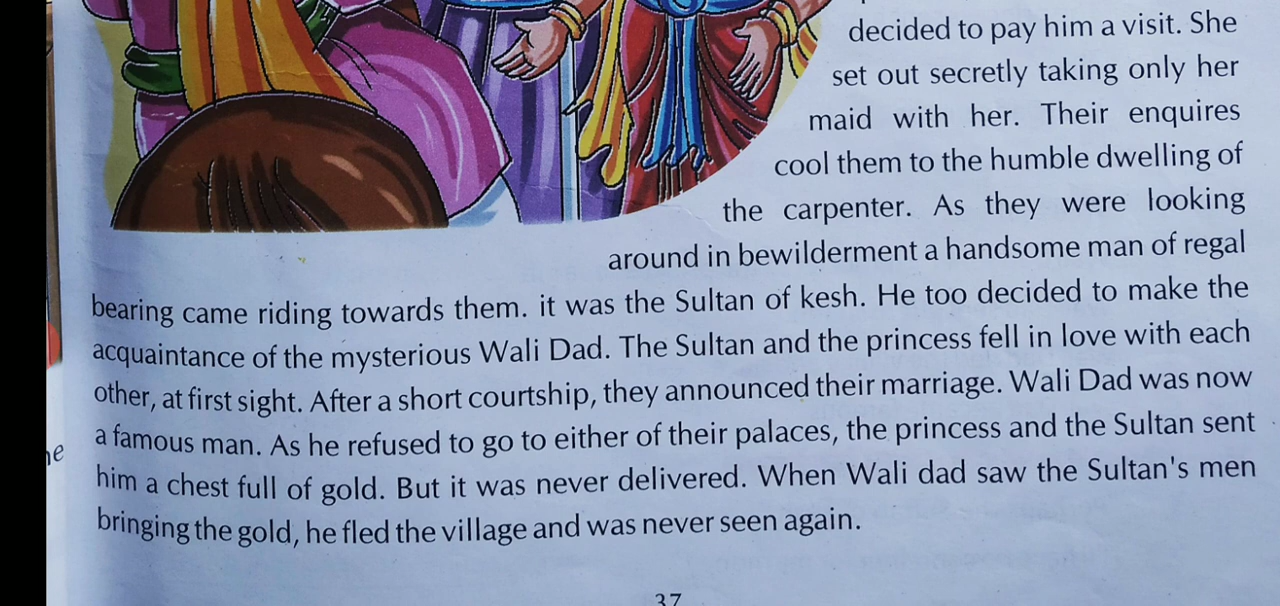 decided to pay him a visit. She
set out secretly taking only her
maid with her. Their enquires
cool them to the humble dwelling of
the carpenter. As they were looking
around in bewilderment a handsome man of regal
bearing came riding towards them. it was the Sultan of kesh. He too decided to make the
acquaintance of the mysterious Wali Dad. The Sultan and the princess fell in love with each
other, at first sight. After a short courtship, they announced their marriage. Wali Dad was now
a famous man. As he refused to go to either of their palaces, the princess and the Sultan sent
him a chest full of gold. But it was never delivered. When Wali dad saw the Sultan's men
bringing the gold, he fled the village and was never seen again.
37